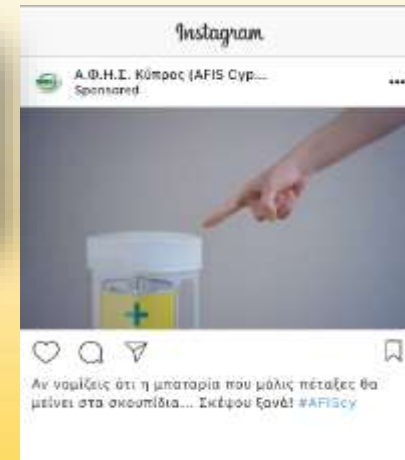 Instagram
Α.Φ.Η.Σ. Κύπρος (AFIS Cyp...
Sponsored
Αν νομίζεις ότι η μπαταρία που μόλις πέταξες θα
μείνει στα σκουπίδια... Σκέψου ξανά! #AFIScy